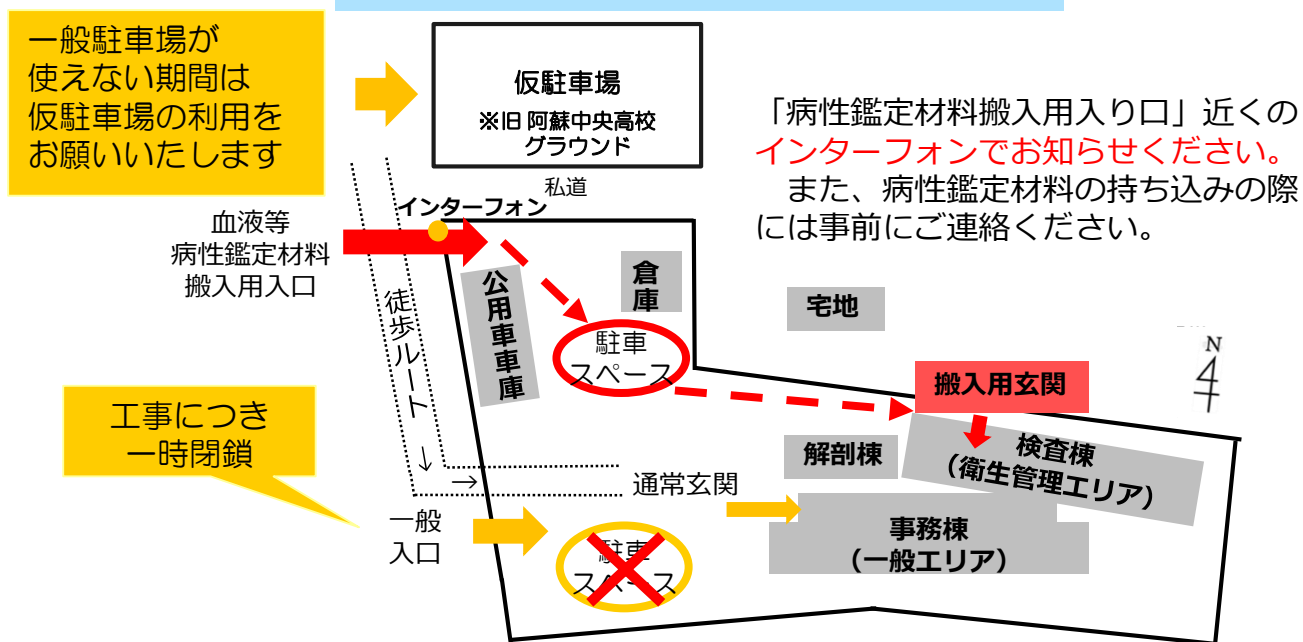 一般駐車場が
使えない期間は
仮駐車場の利用を
お願いいたします
仮駐車場
※旧 阿蘇中央高校
グラウンド
「病性鑑定材料搬入用入り口」近くの
インターフォンでお知らせください。
また、病性鑑定材料の持ち込みの際
には事前にご連絡ください。
私道
インターフォン
血液等
病性鑑定材料
搬入用入口
公用車車庫
倉庫
宅地
徒歩ルート
駐車
スペース
N
搬入用玄関
工事につき
一時閉鎖
↓
→
解剖棟
検査棟
（衛生管理エリア）
通常玄関
一般
入口
事務棟
（一般エリア）
駐車
スペース